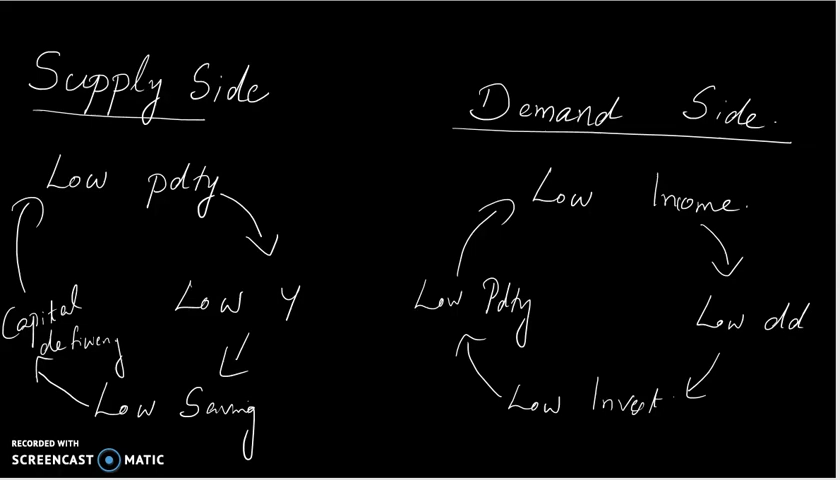 Supply Side
Low pdty
Low Y
Low Saving
Capital
Demand Side.
Low Income.
Low dd
Low Invest.
Low Pdty
RECORDED WITH
SCREENCAST MATIC